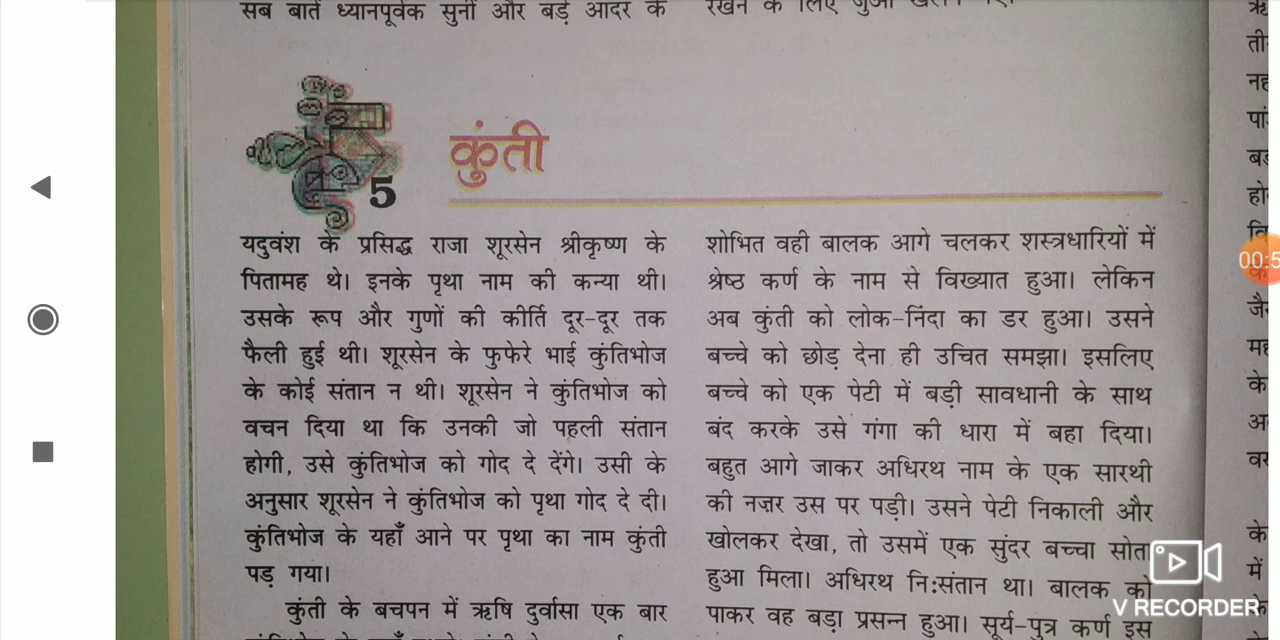 सब बातें ध्यानपूर्वक सुनीं और बड़े आदर के
रखने के लिए जुआ
5
कुंती
यदुवंश के प्रसिद्ध राजा शूरसेन श्रीकृष्ण के
पितामह थे। इनके पृथा नाम की कन्या थी।
उसके रूप और गुणों की कीर्ति दूर-दूर तक
फैली हुई थी। शूरसेन के फुफेरे भाई कुंतिभोज
के कोई संतान न थी। शूरसेन ने कुंतिभोज को
वचन दिया था कि उनकी जो पहली संतान
होगी, उसे कुंतिभोज को गोद दे देंगे। उसी के
अनुसार शूरसेन ने कुंतिभोज को पृथा गोद दे दी।
कुंतिभोज के यहाँ आने पर पृथा का नाम कुंती
पड़ गया।
कुंती के बचपन में ऋषि दुर्वासा एक बार
शोभित वही बालक आगे चलकर शस्त्रधारियों में
श्रेष्ठ कर्ण के नाम से विख्यात हुआ। लेकिन
अब कुंती को लोक-निंदा का डर हुआ। उसने
बच्चे को छोड़ देना ही उचित समझा। इसलिए
बच्चे को एक पेटी में बड़ी सावधानी के साथ
बंद करके उसे गंगा की धारा में बहा दिया।
बहुत आगे जाकर अधिरथ नाम के एक सारथी
की नज़र उस पर पड़ी। उसने पेटी निकाली और
खोलकर देखा, तो उसमें एक सुंदर बच्चा सोता
हुआ मिला। अधिरथ नि:संतान था। बालक को
पाकर वह बड़ा प्रसन्न हुआ। सूर्य-पुत्र कर्ण इस
00:5
V RECORDER